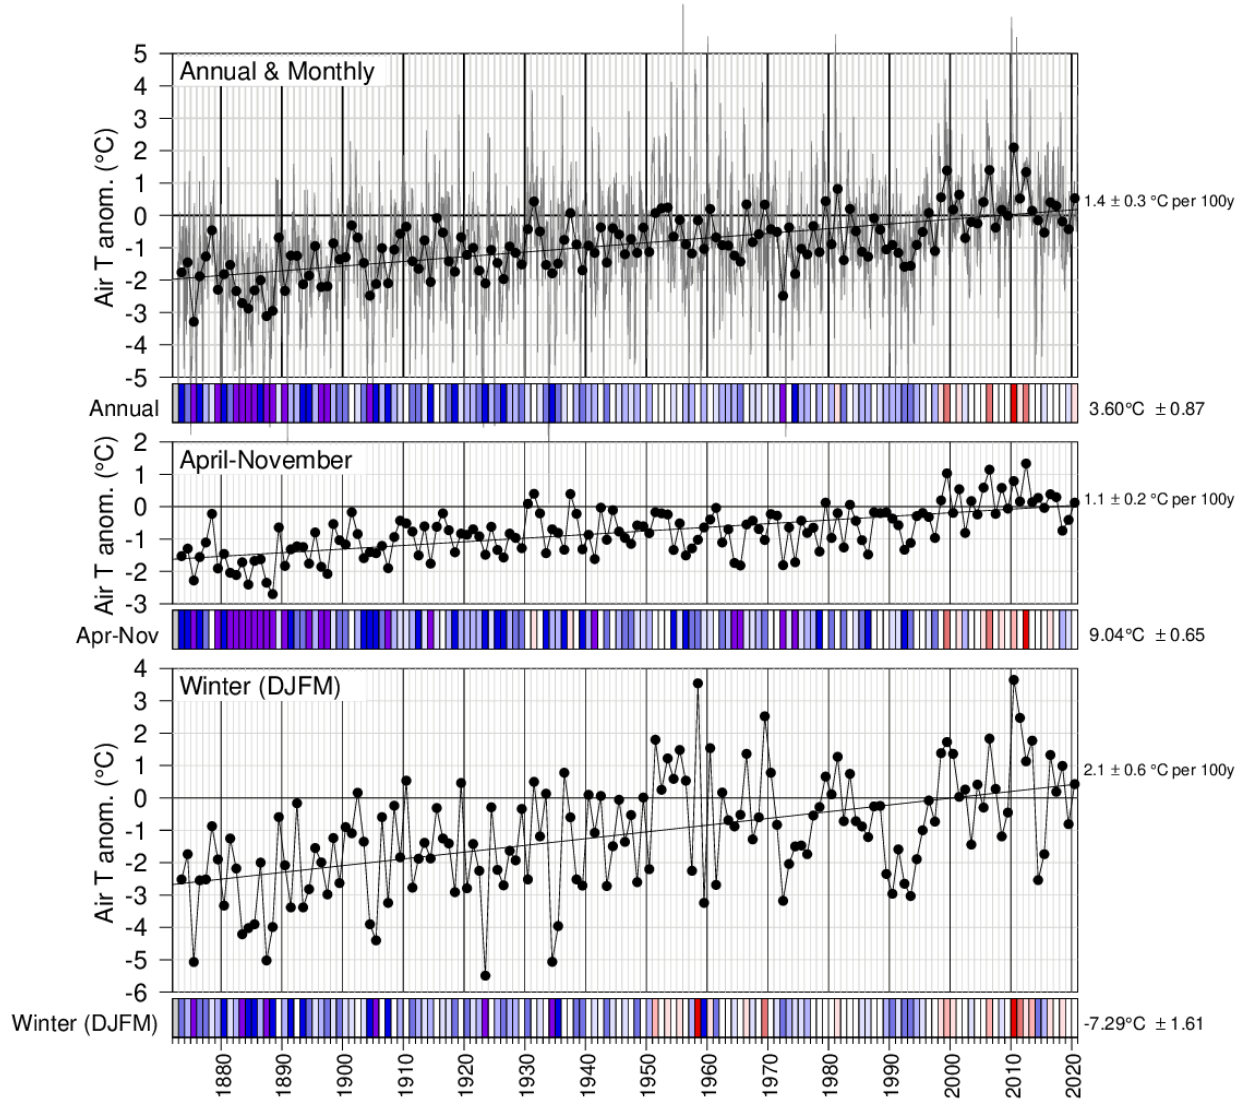 Annual & Monthly
Air T anom. (°C)
5
4
3
2
1
0
-1
-2
-3
-4
-5
1.4 ± 0.3 °C per 100y
Annual
3.60°C ± 0.87
April-November
Air T anom. (°C)
2
1
0
-1
-2
-3
1.1 ± 0.2 °C per 100y
Apr-Nov
9.04°C ± 0.65
Winter (DJFM)
Air T anom. (°C)
4
3
2
1
0
-1
-2
-3
-4
-5
-6
2.1 ± 0.6 °C per 100y
Winter (DJFM)
-7.29°C ± 1.61
1880 1890 1900 1910 1920 1930 1940 1950 1960 1970 1980 1990 2000 2010 2020